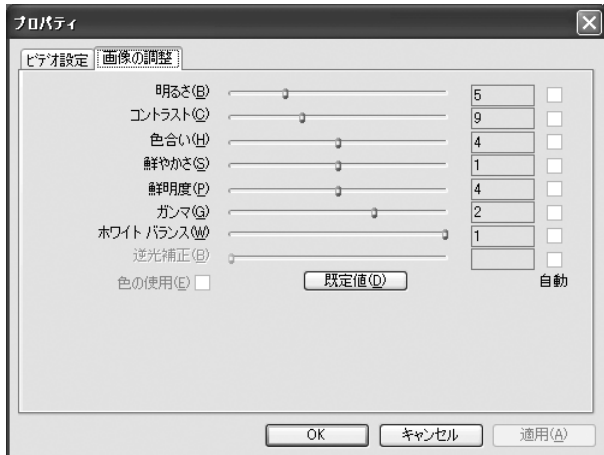 プロパティ
ビデオ設定 画像の調整
明るさ(B) 5
コントラスト(C) 9
色合い(H) 4
鮮やかさ(S) 1
鮮明度(P) 4
ガンマ(G) 2
ホワイト バランス(W) 1
逆光補正(B)
色の使用(E) 既定値(D) 自動
OK キャンセル 適用(A)